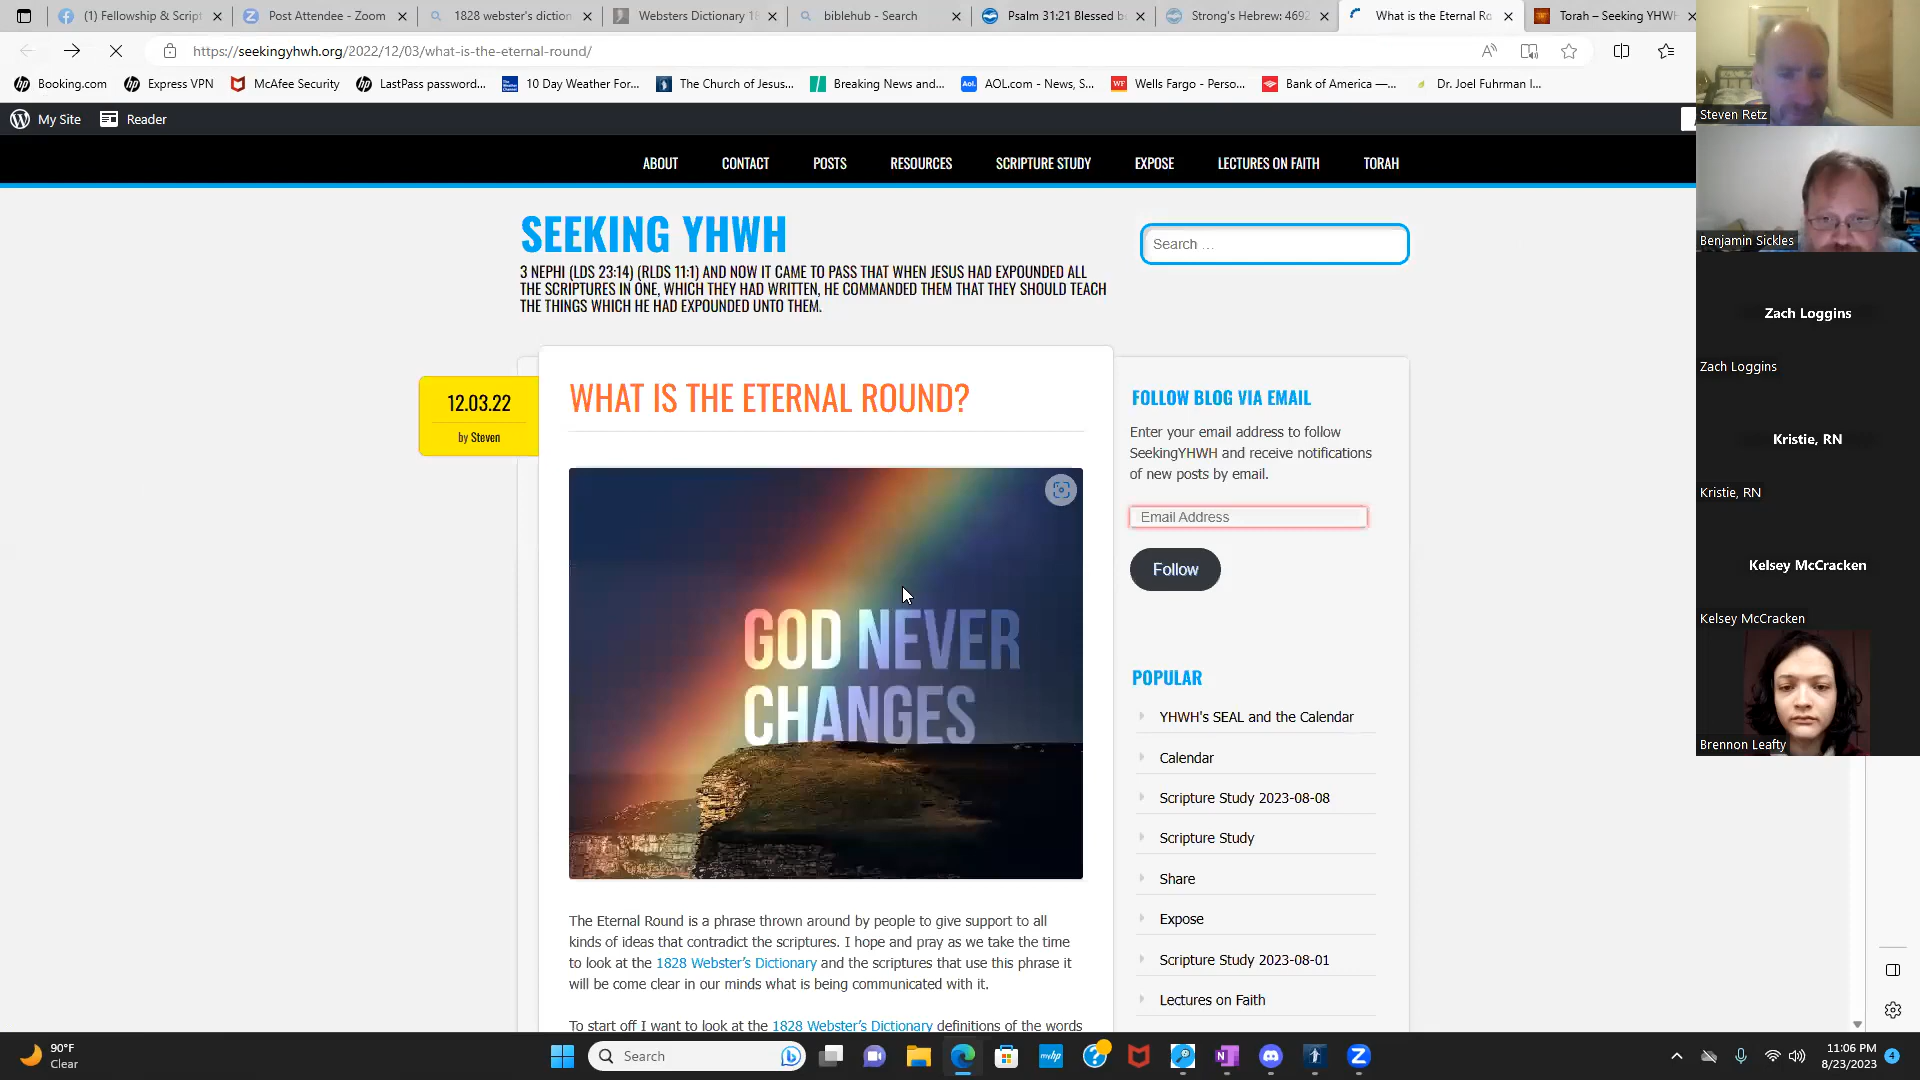 (1) Fellowship & Script
Post Attendee - Zoom
1828 webster's diction
Websters Dictionary 18
biblehub - Search
Psalm 31:21 Blessed b
Strong's Hebrew: 4692
What is the Eternal Ro
Torah – Seeking YHWH
https://seekingyhwh.org/2022/12/03/what-is-the-eternal-round/
Booking.com
Express VPN
McAfee Security
LastPass password...
10 Day Weather For...
The Church of Jesus...
Breaking News and...
AOL.com - News, S...
Wells Fargo - Perso...
Bank of America —...
Dr. Joel Fuhrman I...
My Site
Reader
ABOUT
CONTACT
POSTS
RESOURCES
SCRIPTURE STUDY
EXPOSE
LECTURES ON FAITH
TORAH
SEEKING YHWH
3 NEPHI (LDS 23:14) (RLDS 11:1) AND NOW IT CAME TO PASS THAT WHEN JESUS HAD EXPOUNDED ALL
THE SCRIPTURES IN ONE, WHICH THEY HAD WRITTEN, HE COMMANDED THEM THAT THEY SHOULD TEACH
THE THINGS WHICH HE HAD EXPOUNDED UNTO THEM.
Search …
12.03.22
by Steven
WHAT IS THE ETERNAL ROUND?
GOD NEVER
CHANGES
The Eternal Round is a phrase thrown around by people to give support to all
kinds of ideas that contradict the scriptures. I hope and pray as we take the time
to look at the 1828 Webster's Dictionary and the scriptures that use this phrase it
will be come clear in our minds what is being communicated with it.
To start off I want to look at the 1828 Webster's Dictionary definitions of the words
FOLLOW BLOG VIA EMAIL
Enter your email address to follow
SeekingYHWH and receive notifications
of new posts by email.
Email Address
Follow
POPULAR
YHWH's SEAL and the Calendar
Calendar
Scripture Study 2023-08-08
Scripture Study
Share
Expose
Scripture Study 2023-08-01
Lectures on Faith
Steven Retz
Benjamin Sickles
Zach Loggins
Zach Loggins
Kristie, RN
Kristie, RN
Kelsey McCracken
Kelsey McCracken
Brennon Leafty
90°F
Clear
Search
11:06 PM
8/23/2023
4